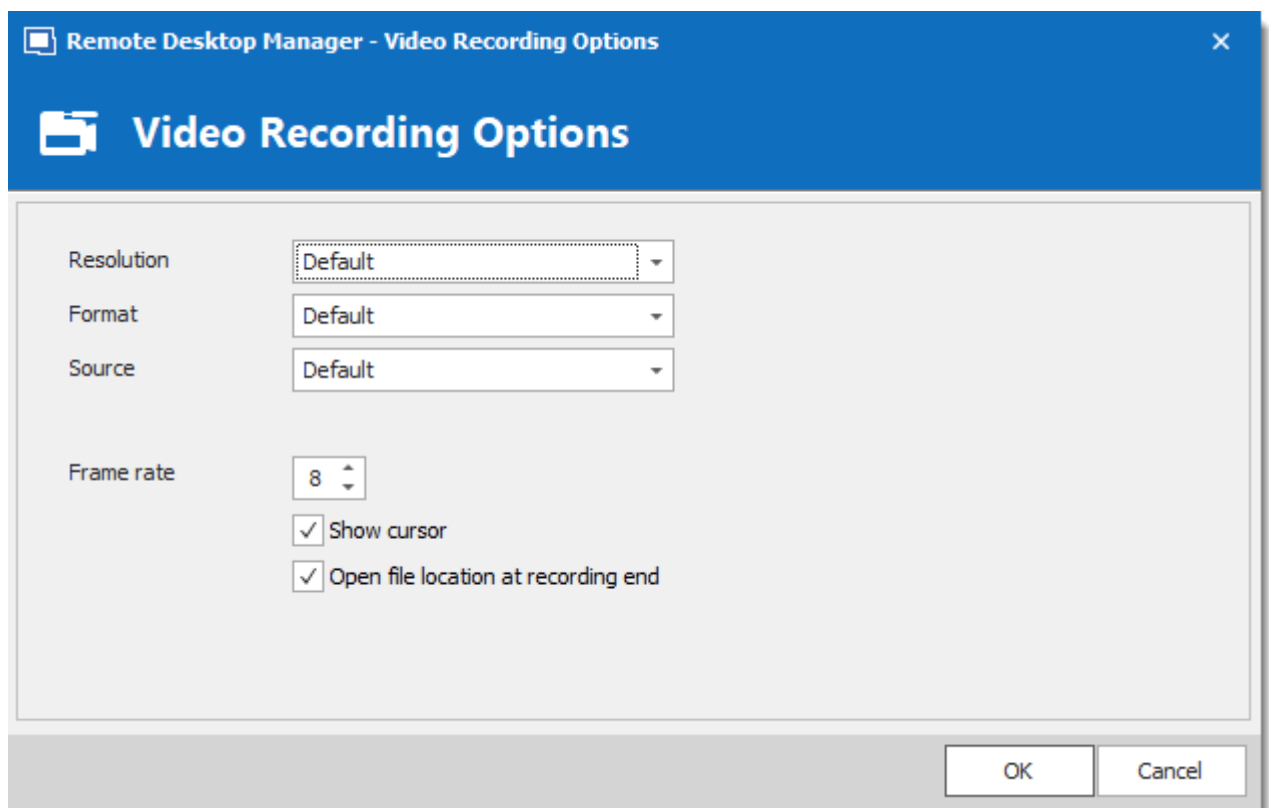 Remote Desktop Manager - Video Recording Options
Video Recording Options
Resolution Default
Format Default
Source Default
Frame rate 8
Show cursor
Open file location at recording end
OK Cancel